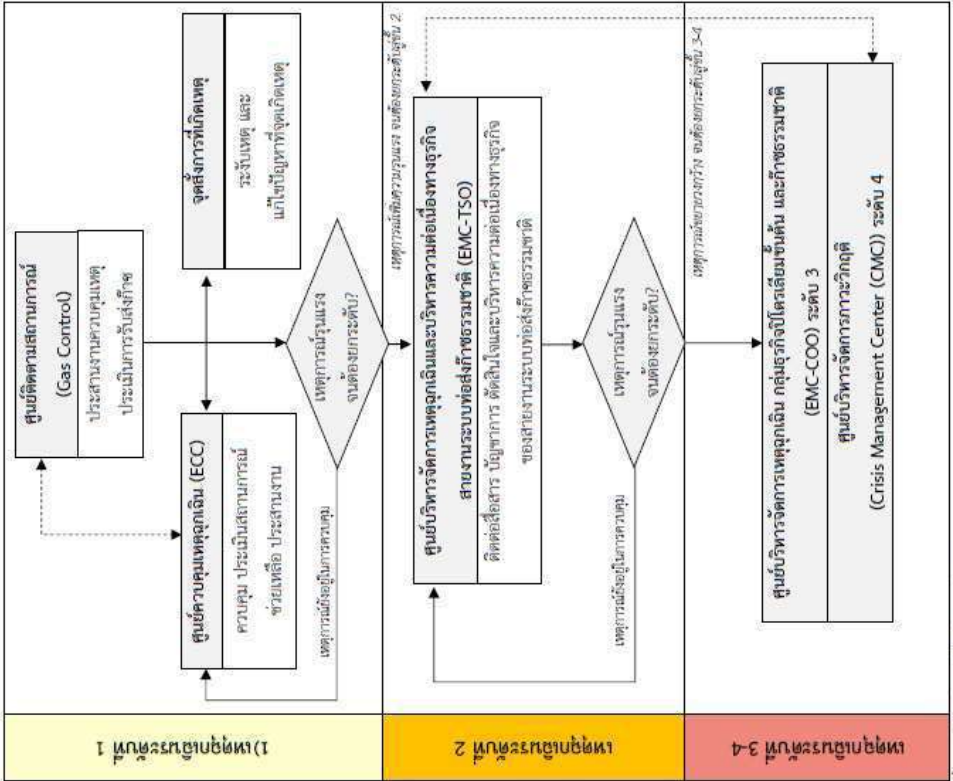 1) เหตุฉุกเฉินระดับที่ 1
ศูนย์ติดตามสถานการณ์
(Gas Control)
ประสานงานควบคุมเหตุ
ประเมินการรับส่งก๊าซ
ศูนย์ควบคุมเหตุฉุกเฉิน (ECC)
ควบคุม ประเมินสถานการณ์
ช่วยเหลือ ประสานงาน
จุดสั่งการที่เกิดเหตุ
ระงับเหตุ และ
แก้ไขปัญหาที่จุดเกิดเหตุ
เหตุการณ์รุนแรง
จนต้องยกระดับ?
เหตุการณ์ยังอยู่ในการควบคุม
เหตุการณ์เพิ่มความรุนแรง จนต้องยกระดับสู่ขั้น 2
เหตุฉุกเฉินระดับที่ 2
ศูนย์บริหารจัดการเหตุฉุกเฉินและบริหารความต่อเนื่องทางธุรกิจ
สายงานระบบท่อส่งก๊าซธรรมชาติ (EMC-TSO)
ติดต่อสื่อสาร บัญชาการ ตัดสินใจและบริหารความต่อเนื่องทางธุรกิจ
ของสายงานระบบท่อส่งก๊าซธรรมชาติ
เหตุการณ์รุนแรง
จนต้องยกระดับ?
เหตุการณ์ยังอยู่ในการควบคุม
เหตุการณ์ขยายวงกว้าง จนต้องยกระดับสู่ขั้น 3-4
เหตุฉุกเฉินระดับที่ 3-4
ศูนย์บริหารจัดการเหตุฉุกเฉิน กลุ่มธุรกิจปิโตรเลียมขั้นต้น และก๊าซธรรมชาติ
(EMC-COO) ระดับ 3
ศูนย์บริหารจัดการภาวะวิกฤติ
(Crisis Management Center (CMC)) ระดับ 4